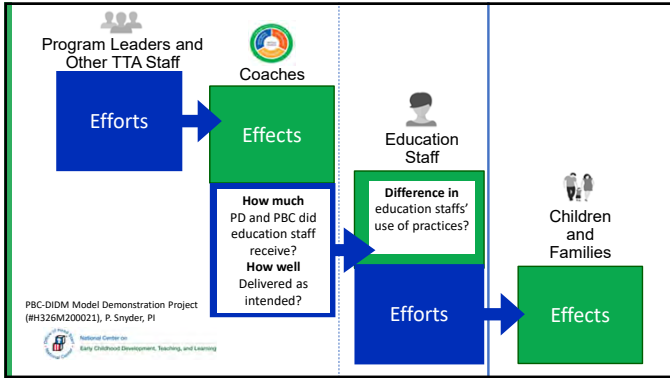 Program Leaders and
Other TTA Staff
Efforts
Coaches
Effects
How much
PD and PBC did
education staff
receive?
How well
Delivered as
intended?
Education
Staff
Difference in
education staffs'
use of practices?
Efforts
Children
and
Families
Effects
PBC-DIDM Model Demonstration Project
(#H326M200021), P. Snyder, PI
National Center on
Early Childhood Development, Teaching, and Learning